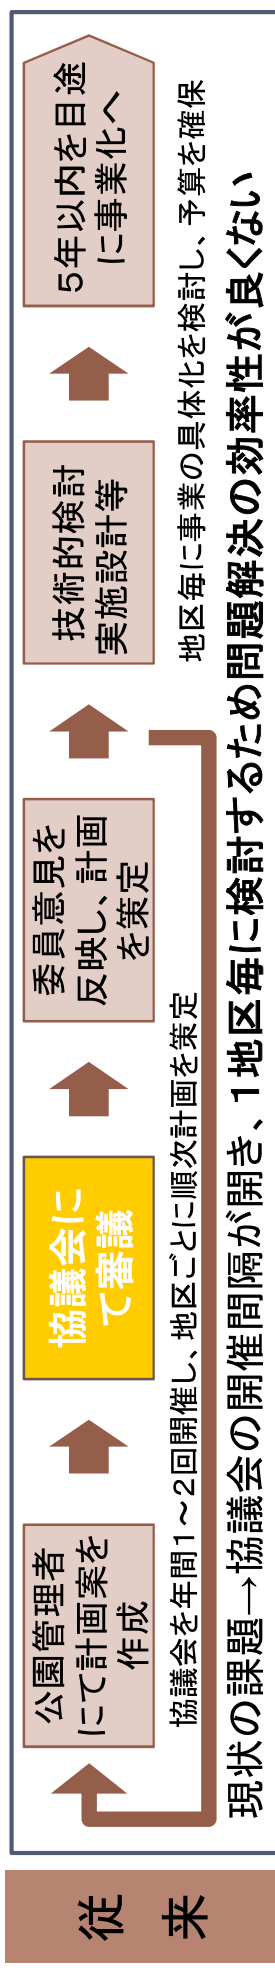 従来
公園管理者
にて計画案を
作成
協議会に
て審議
委員意見を
反映し、計画
を策定
技術的検討
実施設計等
５年以内を目途
に事業化へ
協議会を年間１～２回開催し、地区ごとに順次計画を策定
地区毎に事業の具体化を検討し、予算を確保
現状の課題→協議会の開催間隔が開き、１地区毎に検討するため問題解決の効率性が良くない